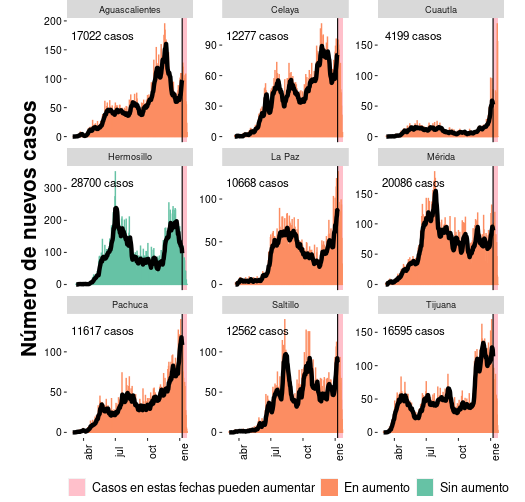 Número de nuevos casos
Aguascalientes
Celaya
Cuautla
17022 casos
12277 casos
4199 casos
200
150
100
50
0
90
60
30
0
150
100
50
0
Hermosillo
La Paz
Mérida
28700 casos
10668 casos
20086 casos
300
200
100
0
100
50
0
150
100
50
0
Pachuca
Saltillo
Tijuana
11617 casos
12562 casos
16595 casos
100
50
0
100
50
0
150
100
50
0
abr jul oct ene
abr jul oct ene
abr jul oct ene
Casos en estas fechas pueden aumentar En aumento Sin aumento